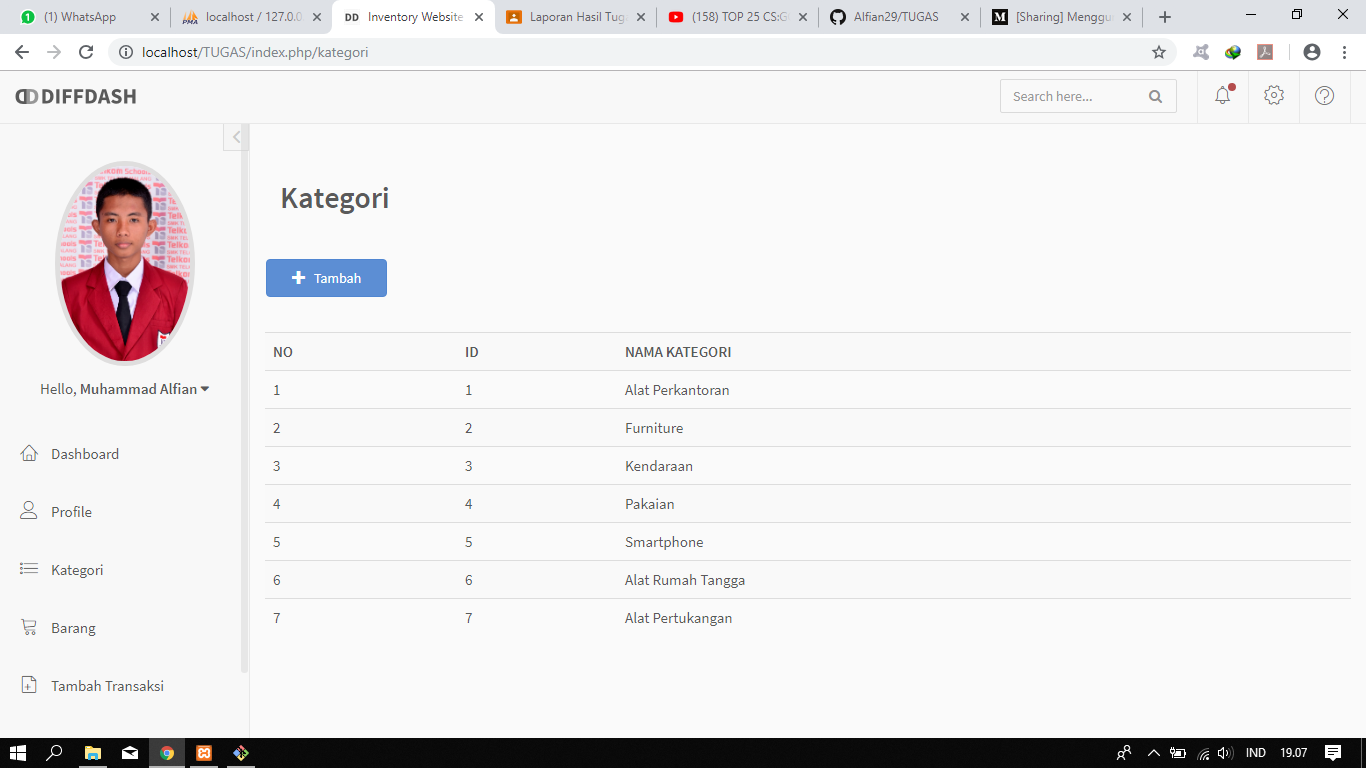 (1) WhatsApp
localhost / 127.0.0
DD Inventory Website
Laporan Hasil Tug
(158) TOP 25 CS:G
Alfian29/TUGAS
M [Sharing] Menggu
localhost/TUGAS/index.php/kategori
DIFFDASH
Search here...
Hello, Muhammad Alfian
Dashboard
Profile
Kategori
Barang
Tambah Transaksi
Kategori
Tambah
NO ID NAMA KATEGORI
1 1 Alat Perkantoran
2 2 Furniture
3 3 Kendaraan
4 4 Pakaian
5 5 Smartphone
6 6 Alat Rumah Tangga
7 7 Alat Pertukangan
IND 19.07